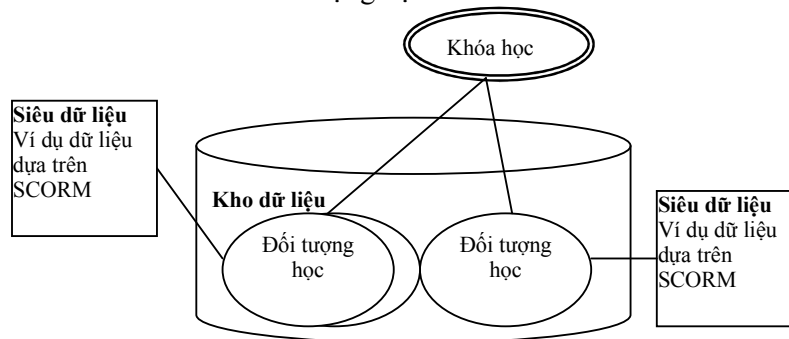 Khóa học
Siêu dữ liệu
Ví dụ dữ liệu
dựa trên
SCORM
Kho dữ liệu
Đối tượng
học
Đối tượng
học
Siêu dữ liệu
Ví dụ dữ liệu
dựa trên
SCORM